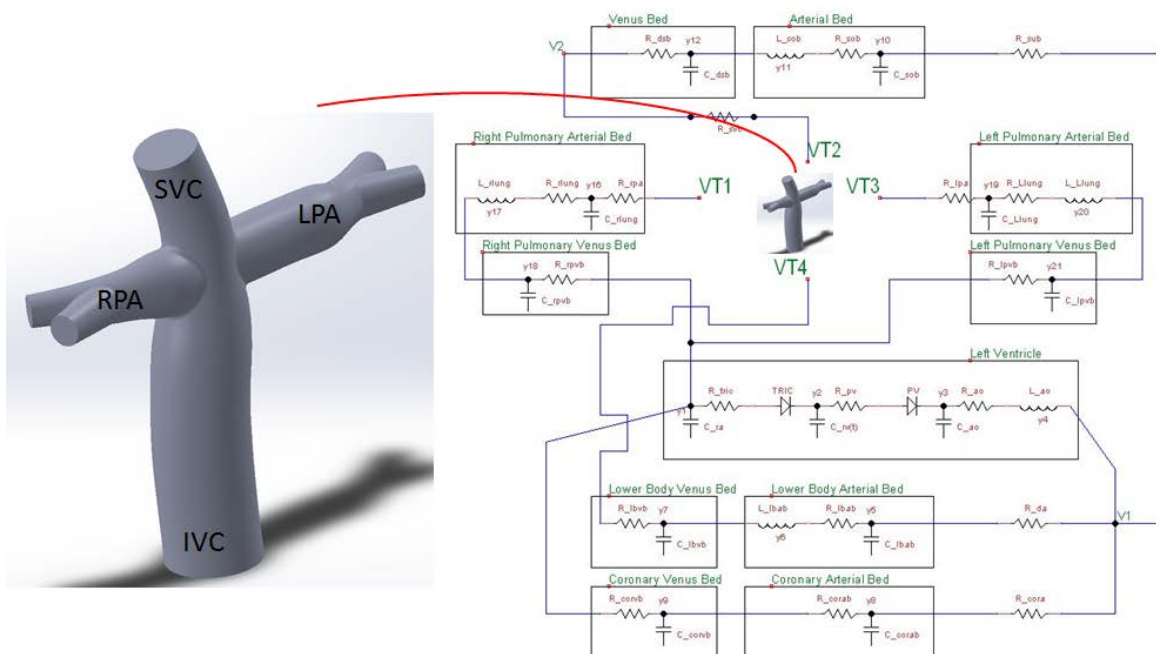 SVC
LPA
RPA
IVC
Venus Bed
Arterial Bed
V2
R_dsb
y12
C_dsb
L_sob
y11
R_sob
y10
C_sob
R_sub
R_svc
VT2
Right Pulmonary Arterial Bed
L_rlung
y17
R_rlung
y16
R_rpa
C_rlung
VT1
VT3
Left Pulmonary Arterial Bed
R_lpa
y19
R_Llung
L_Llung
C_Llung
y20
Right Pulmonary Venus Bed
y18
R_rpvb
C_rpvb
VT4
Left Pulmonary Venus Bed
R_lpvb
y21
C_lpvb
Left Ventricle
y1
R_tric
TRIC
y2
R_pv
PV
y3
R_ao
L_ao
y4
C_ra
C_rv(t)
C_ao
Lower Body Venus Bed
R_lbvb
y7
C_lbvb
Lower Body Arterial Bed
L_lbab
y6
R_lbab
y5
C_lbab
R_da
V1
Coronary Venus Bed
R_corvb
y9
C_corvb
Coronary Arterial Bed
R_corab
y8
C_corab
R_cora